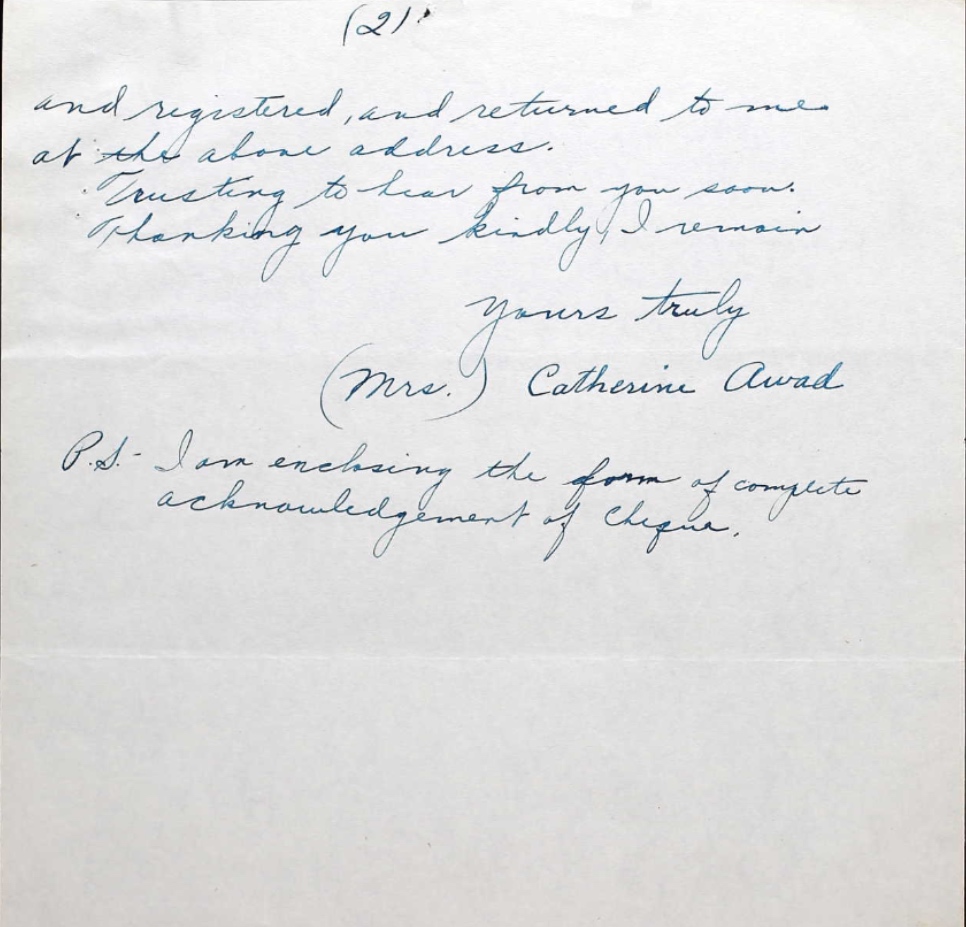 (2)
and registered, and returned to me
at the above address.
Trusting to hear from you soon.
Thanking you kindly, I remain
Yours truly
(Mrs.) Catherine Awad
P.S.- I am enclosing the form of complete
acknowledgement of Cheque.